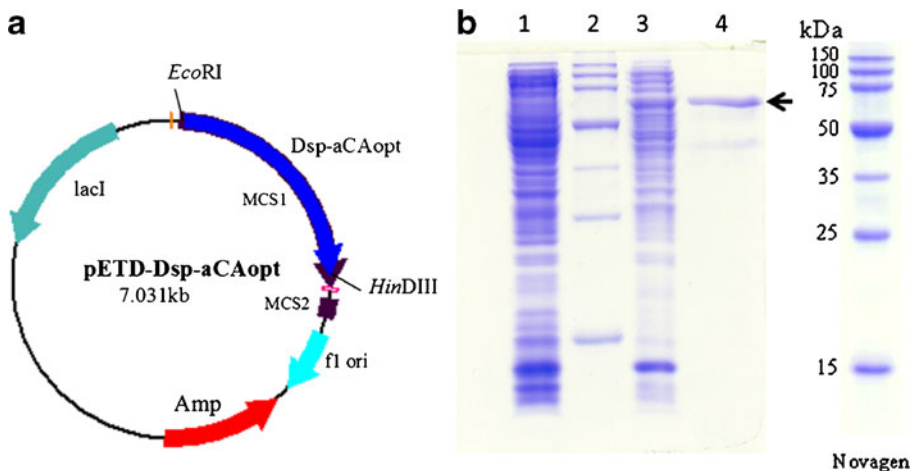 a
EcoRI
Dsp-aCAopt
lacI
MCS1
pETD-Dsp-aCAopt
7.031kb
HinDIII
MCS2
f1 ori
Amp
b
1 2 3 4
kDa
150
100
75
50
35
25
15
Novagen